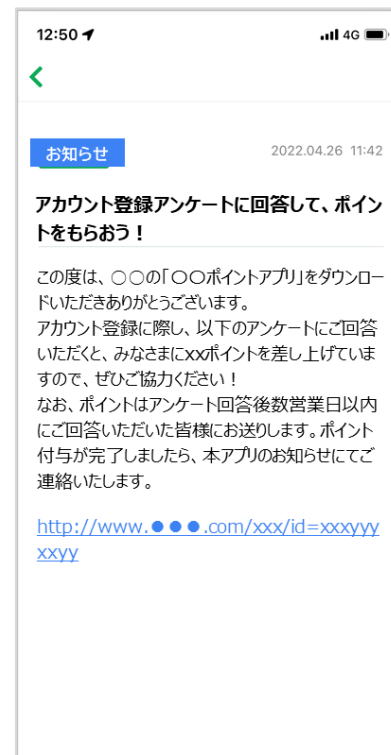 12:50
4G
お知らせ
2022.04.26 11:42
アカウント登録アンケートに回答して、ポイン
トをもらおう！
この度は、○○の「○○ポイントアプリ」をダウンロー
ドいただきありがとうございます。
アカウント登録に際し、以下のアンケートにご回答
いただくと、みなさまにxxポイントを差し上げていま
すので、ぜひご協力ください！
なお、ポイントはアンケート回答後数営業日以内
にご回答いただいた皆様にお送りします。ポイント
付与が完了しましたら、本アプリのお知らせにてご
連絡いたします。
http://www.●●●.com/xxx/id=xxxyyy
xxyy